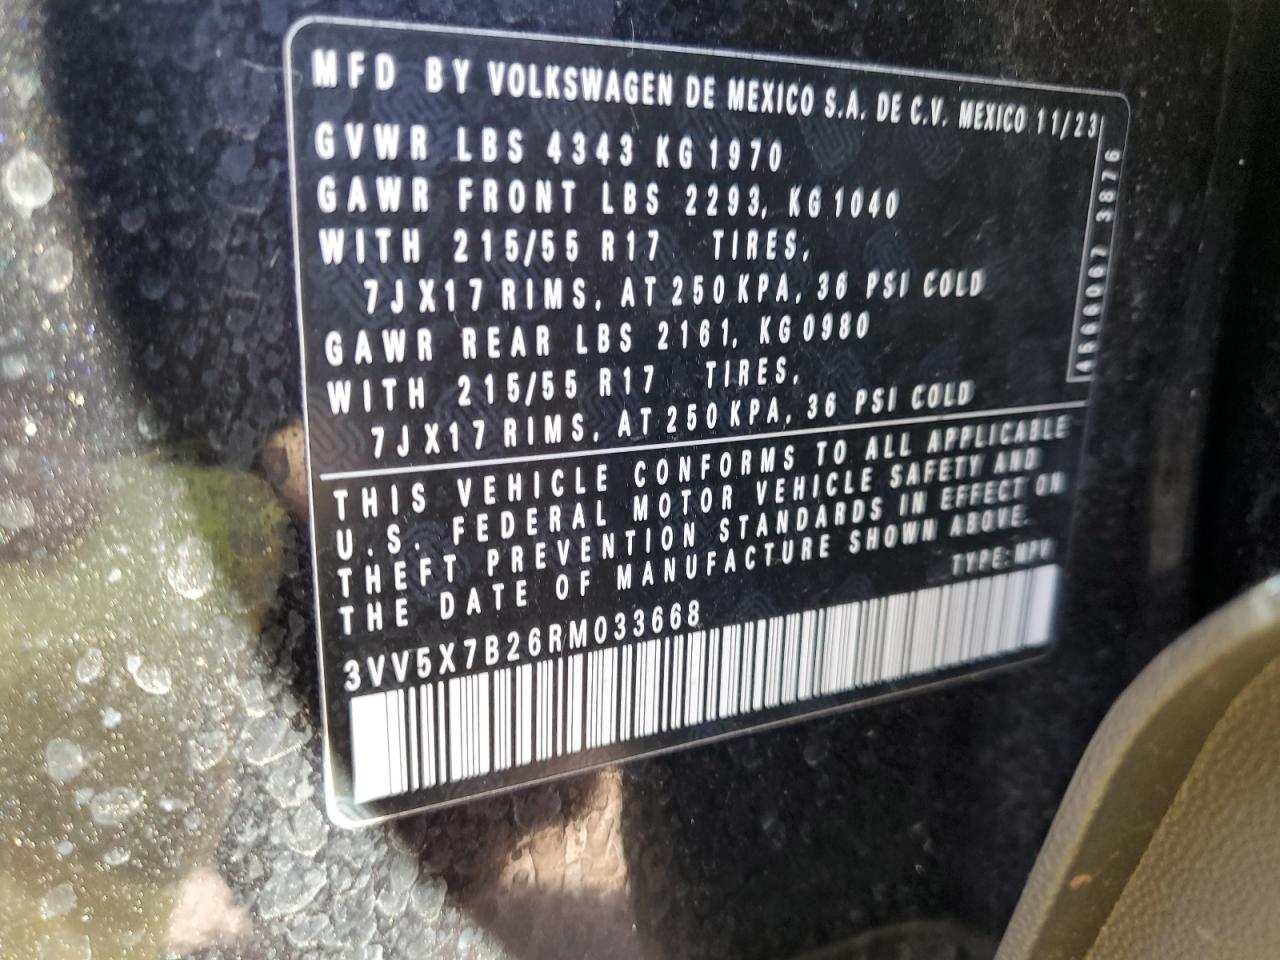 MFD BY VOLKSWAGEN DE MEXICO S.A. DE C.V. MEXICO 11/23
GVWR LBS 4343 KG 1970
GAWR FRONT LBS 2293, KG 1040
WITH 215/55 R17 TIRES,
7JX17 RIMS, AT 250 KPA, 36 PSI COLD
GAWR REAR LBS 2161, KG 0980
WITH 215/55 R17 TIRES,
7JX17 RIMS, AT 250 KPA, 36 PSI COLD
THIS VEHICLE CONFORMS TO ALL APPLICABLE
U.S. FEDERAL MOTOR VEHICLE SAFETY AND
THEFT PREVENTION STANDARDS IN EFFECT ON
THE DATE OF MANUFACTURE SHOWN ABOVE.
TYPE: MPV
3VV5X7B26RM033668
3876